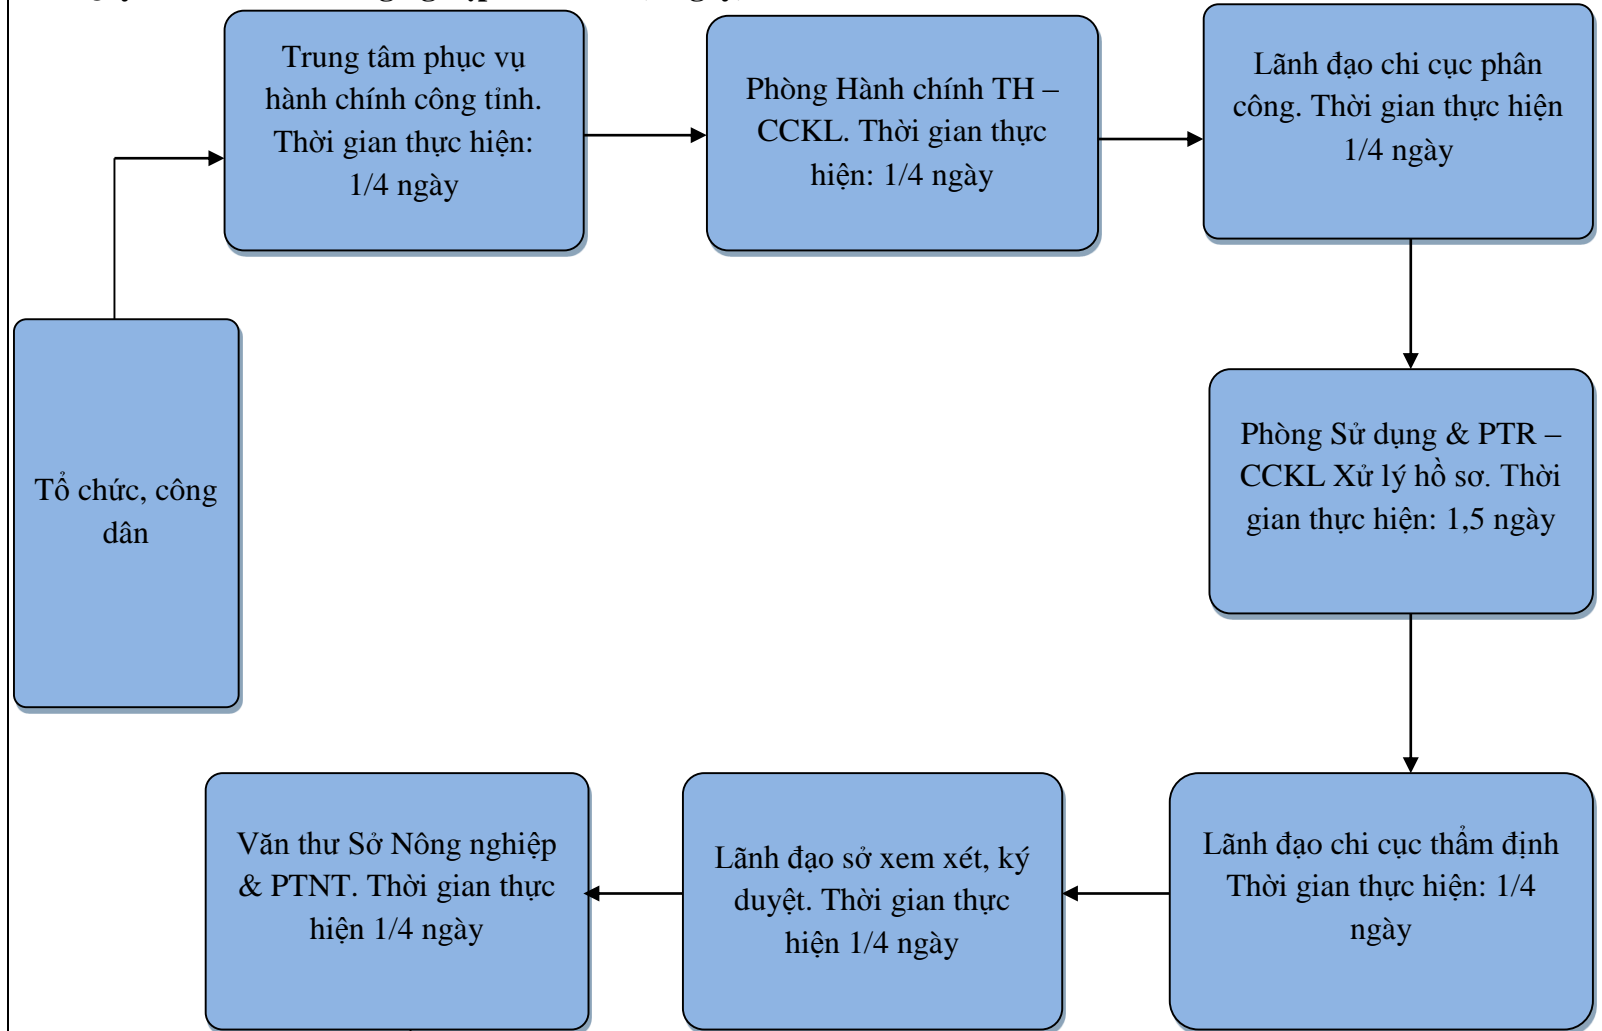 Trung tâm phục vụ
hành chính công tỉnh.
Thời gian thực hiện:
1/4 ngày
Phòng Hành chính TH –
CCKL. Thời gian thực
hiện: 1/4 ngày
Lãnh đạo chi cục phân
công. Thời gian thực hiện
1/4 ngày
Tổ chức, công
dân
Phòng Sử dụng & PTR –
CCKL Xử lý hồ sơ. Thời
gian thực hiện: 1,5 ngày
Lãnh đạo chi cục thẩm định
Thời gian thực hiện: 1/4
ngày
Lãnh đạo sở xem xét, ký
duyệt. Thời gian thực
hiện 1/4 ngày
Văn thư Sở Nông nghiệp
& PTNT. Thời gian thực
hiện 1/4 ngày